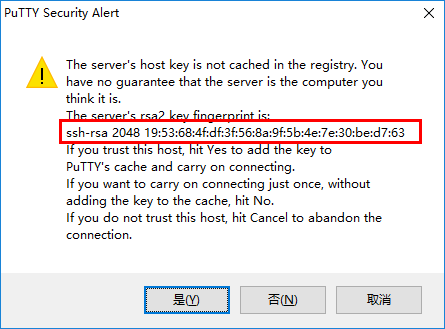 PuTTY Security Alert
The server's host key is not cached in the registry. You
have no guarantee that the server is the computer you
think it is.
The server's rsa2 key fingerprint is:
ssh-rsa 2048 19:53:68:4f:df:3f:56:8a:9f:5b:4e:7e:30:be:d7:63
If you trust this host, hit Yes to add the key to
PuTTY's cache and carry on connecting.
If you want to carry on connecting just once, without
adding the key to the cache, hit No.
If you do not trust this host, hit Cancel to abandon the
connection.
是(Y)
否(N)
取消